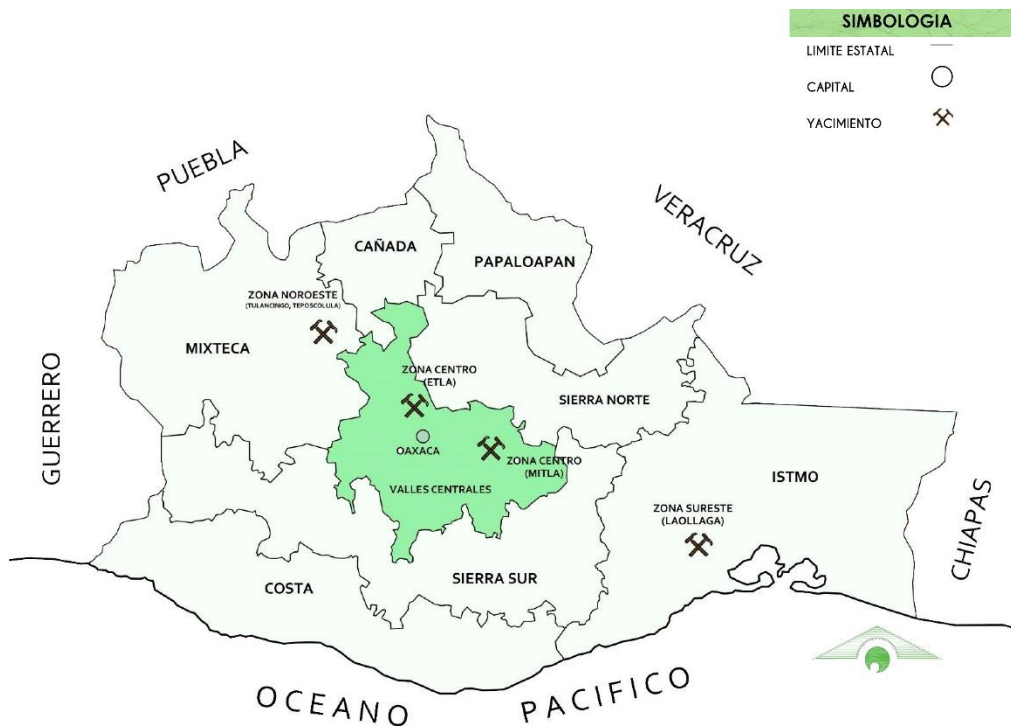 SIMBOLOGIA
LIMITE ESTATAL
CAPITAL
YACIMIENTO
PUEBLA
VERACRUZ
CAÑADA
PAPALOAPAN
ZONA NOROESTE
(TULANCINGO, TEPOSCOLULA)
MIXTECA
GUERRERO
ZONA CENTRO
(ETLA)
SIERRA NORTE
OAXACA
ZONA CENTRO
(MITLA)
VALLES CENTRALES
ISTMO
ZONA SURESTE
(LAOLLAGA)
CHIAPAS
COSTA
SIERRA SUR
OCEANO PACIFICO